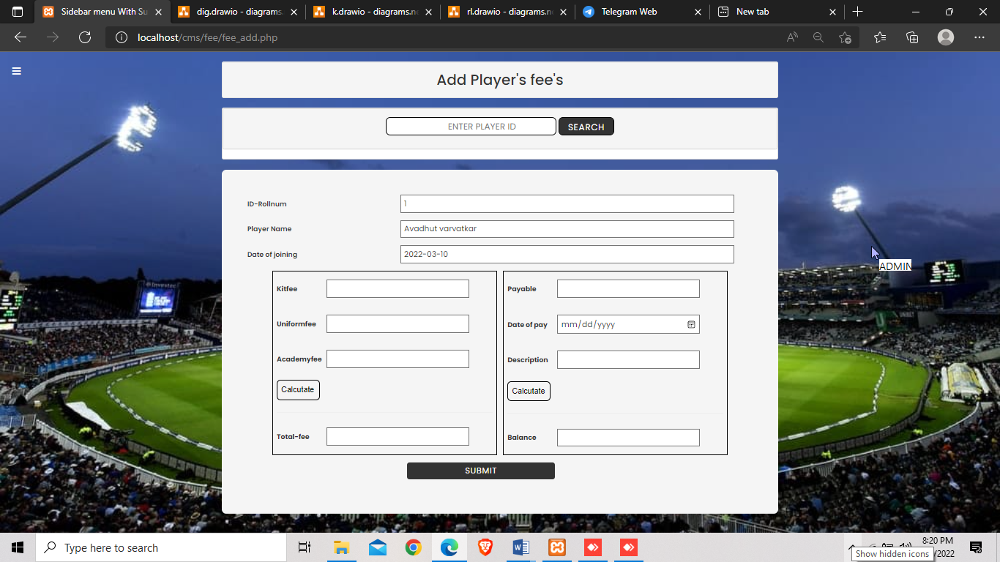 Sidebar menu With Su
dig.drawio - diagrams.
k.drawio - diagrams.ne
rl.drawio - diagrams.n
Telegram Web
New tab
localhost/cms/fee/fee_add.php
Add Player's fee's
ENTER PLAYER ID
SEARCH
ID-Rollnum
1
Player Name
Avadhut varvatkar
Date of joining
2022-03-10
ADMIN
Investec
Kitfee
Payable
Uniformfee
Date of pay
mm/dd/yyyy
Academyfee
Description
Calcutate
Calcutate
Total-fee
Balance
SUBMIT
Type here to search
8:20 PM
/2022
Show hidden icons